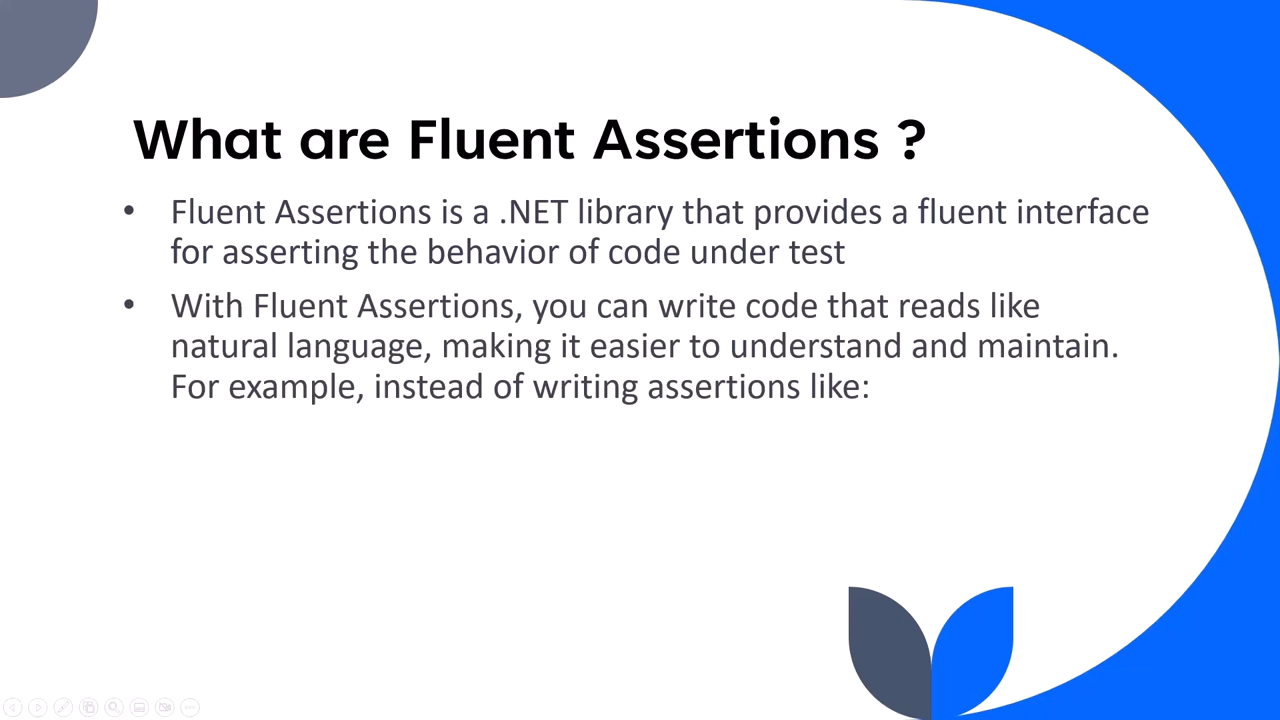 What are Fluent Assertions ?
• Fluent Assertions is a .NET library that provides a fluent interface
for asserting the behavior of code under test
• With Fluent Assertions, you can write code that reads like
natural language, making it easier to understand and maintain.
For example, instead of writing assertions like: